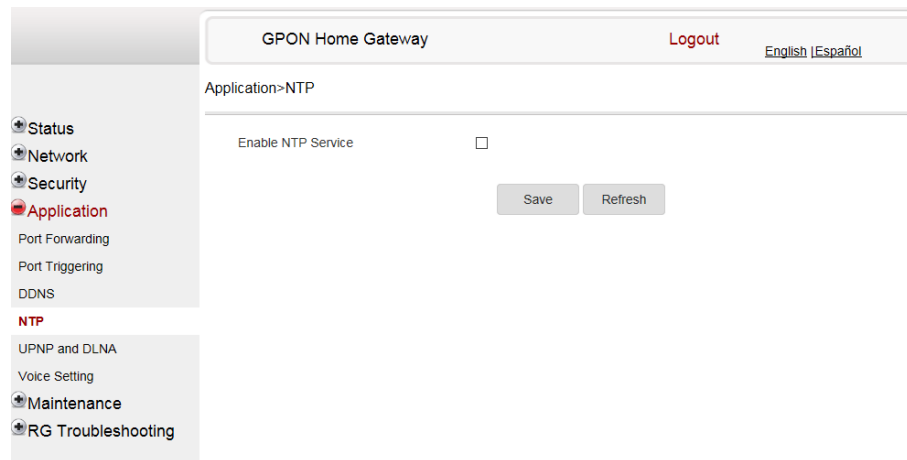 GPON Home Gateway
Logout
English |Español
Application>NTP
Status
Network
Security
Application
Port Forwarding
Port Triggering
DDNS
NTP
UPNP and DLNA
Voice Setting
Maintenance
RG Troubleshooting
Enable NTP Service
Save
Refresh